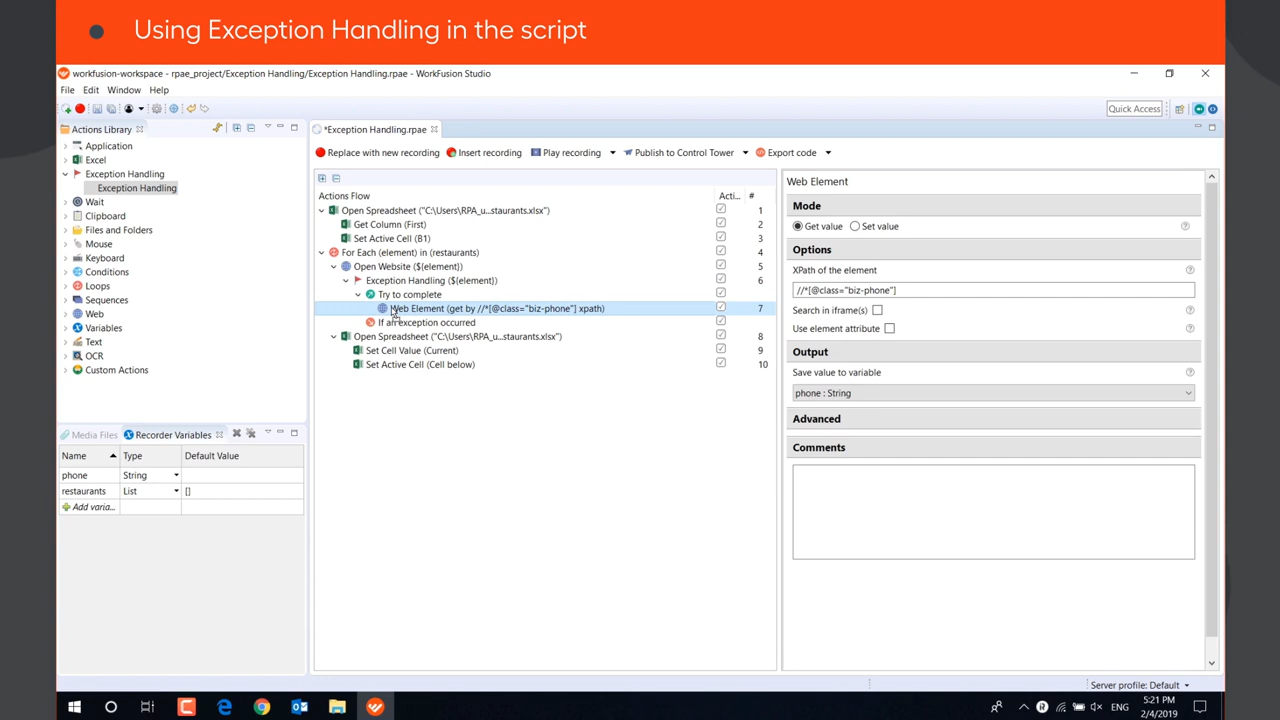 Using Exception Handling in the script
workfusion-workspace - rpae_project/Exception Handling/Exception Handling.rpae - WorkFusion Studio
File Edit Window Help
Quick Access
Actions Library
*Exception Handling.rpae
Application
Excel
Exception Handling
Exception Handling
Wait
Clipboard
Files and Folders
Mouse
Keyboard
Conditions
Loops
Sequences
Web
Variables
Text
OCR
Custom Actions
Replace with new recording Insert recording Play recording Publish to Control Tower Export code
Actions Flow Acti... #
Open Spreadsheet ("C:\Users\RPA_u...staurants.xlsx") 1
Get Column (First) 2
Set Active Cell (B1) 3
For Each (element) in (restaurants) 4
Open Website (${element}) 5
Exception Handling (${element}) 6
Try to complete
Web Element (get by //*[@class="biz-phone"] xpath) 7
If an exception occurred
Open Spreadsheet ("C:\Users\RPA_u...staurants.xlsx") 8
Set Cell Value (Current) 9
Set Active Cell (Cell below) 10
Web Element
Mode
Get value Set value
Options
XPath of the element
//*[@class="biz-phone"]
Search in iframe(s)
Use element attribute
Output
Save value to variable
phone : String
Advanced
Comments
Media Files Recorder Variables
Name Type Default Value
phone String
restaurants List []
Add varia...
Server profile: Default
ENG
5:21 PM
2/4/2019